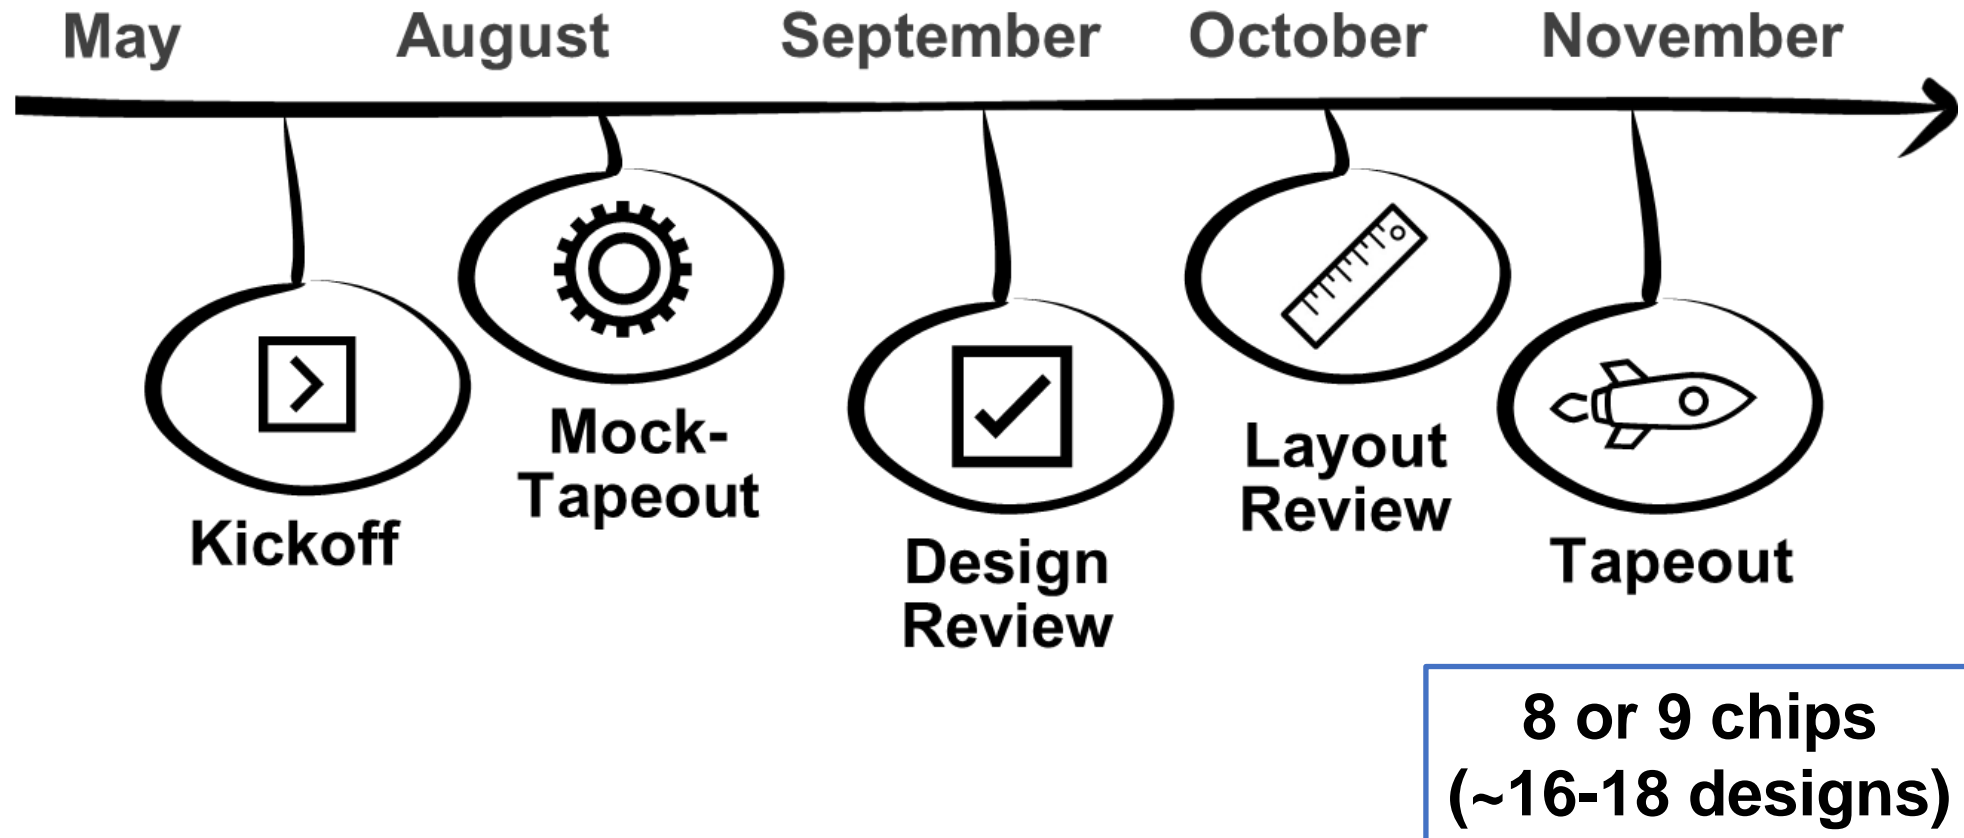 May August September October November
Kickoff
Mock-
Tapeout
Design
Review
Layout
Review
Tapeout
8 or 9 chips
(~16-18 designs)